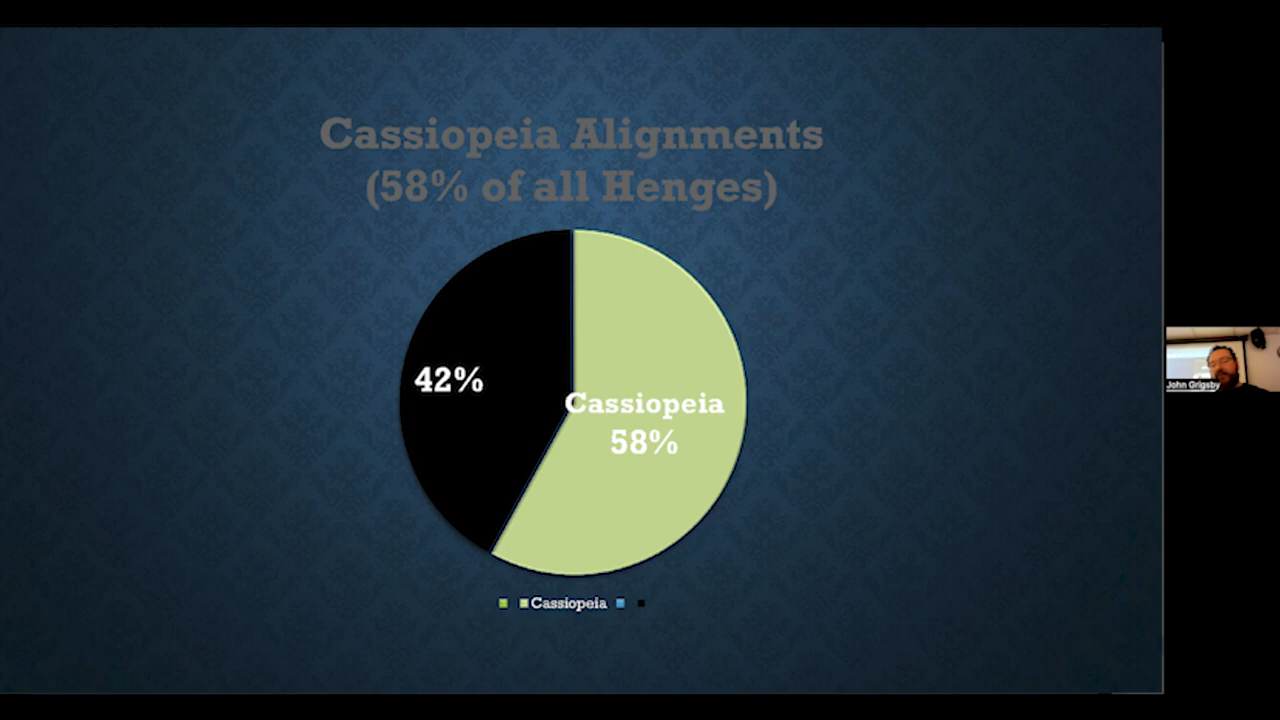 Cassiopeia Alignments
(58% of all Henges)
42%
Cassiopeia
58%
Cassiopeia
John Grigsby